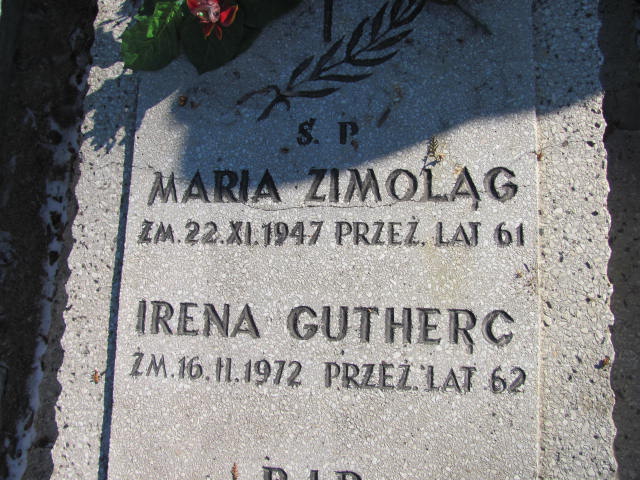 Ś. P.
MARIA ZIMOLĄG
ZM. 22. XI. 1947 PRZEŻ. LAT 61
IRENA GUTHERC
ZM. 16. II. 1972 PRZEŻ. LAT 62
R.I.P.